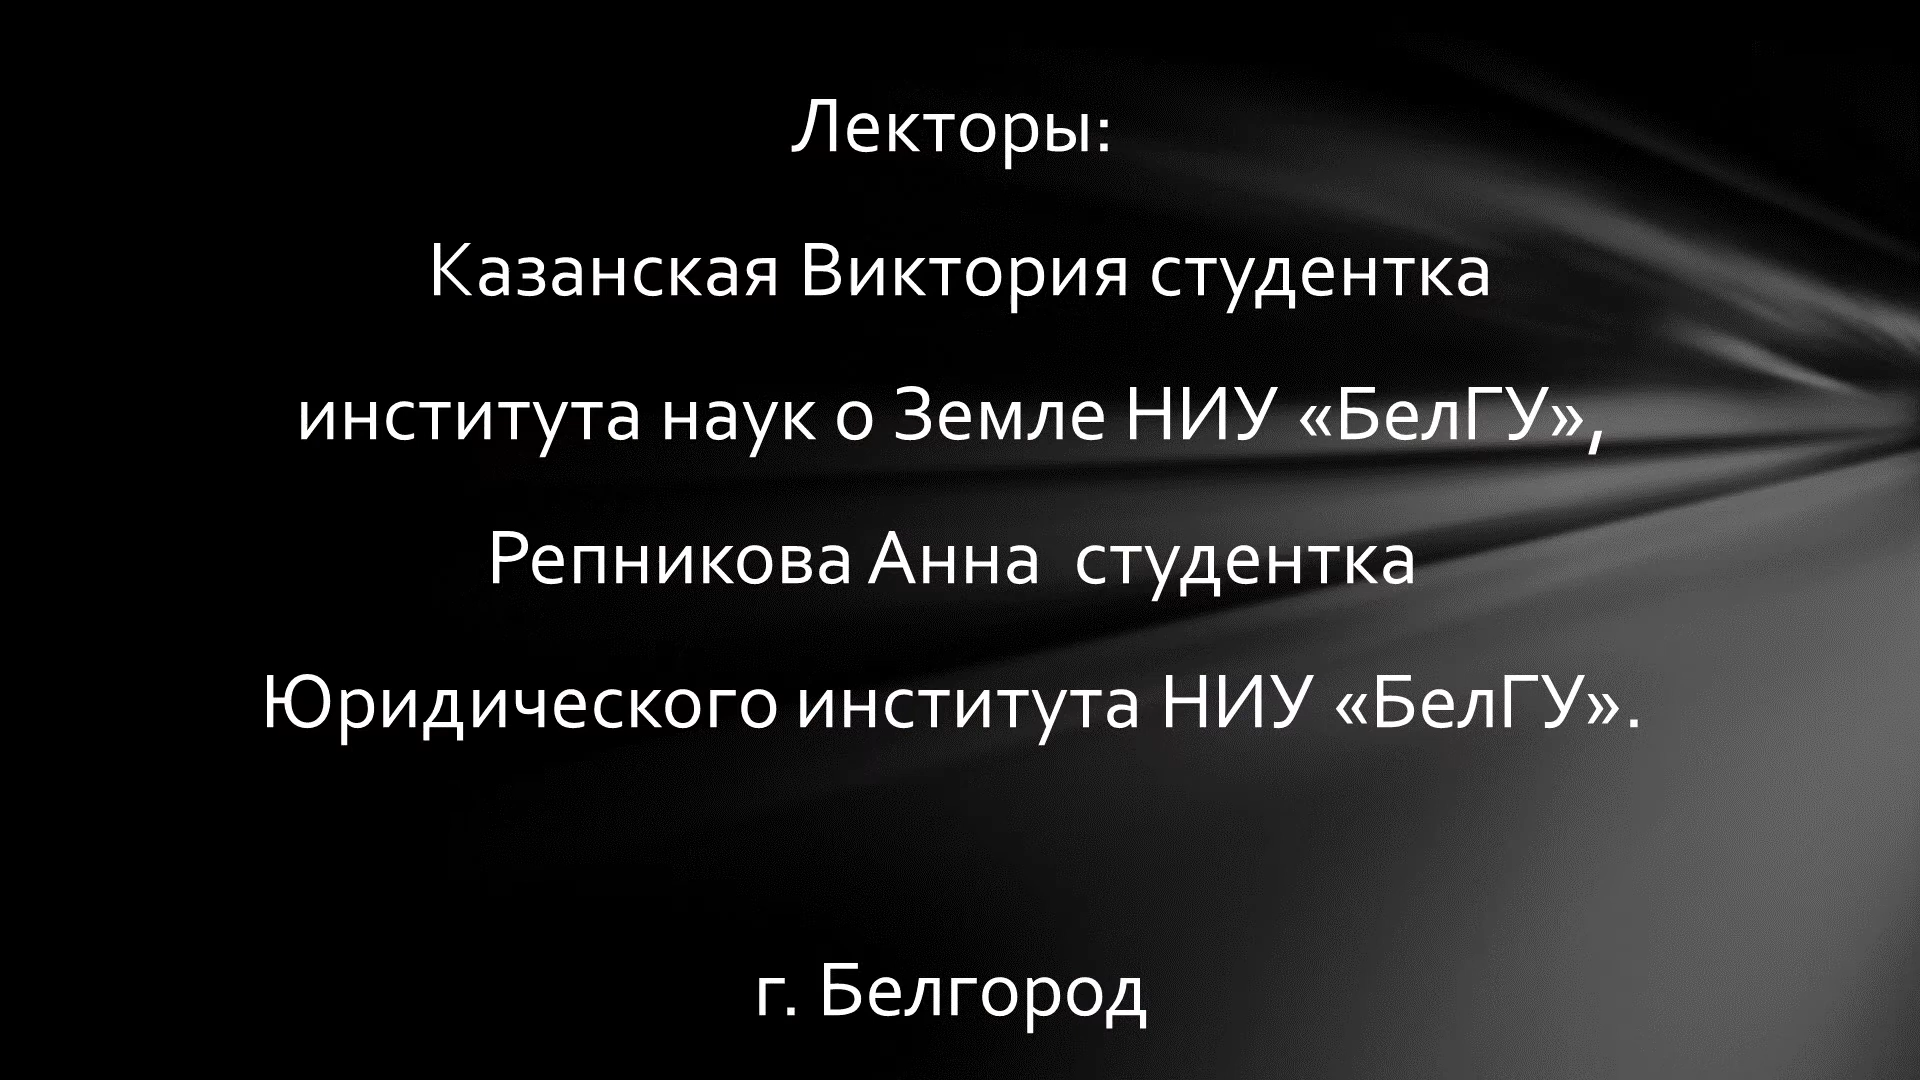 Лекторы:
Казанская Виктория студентка
института наук о Земле НИУ «БелГУ»,
Репникова Анна  студентка
Юридического института НИУ «БелГУ».
г. Белгород